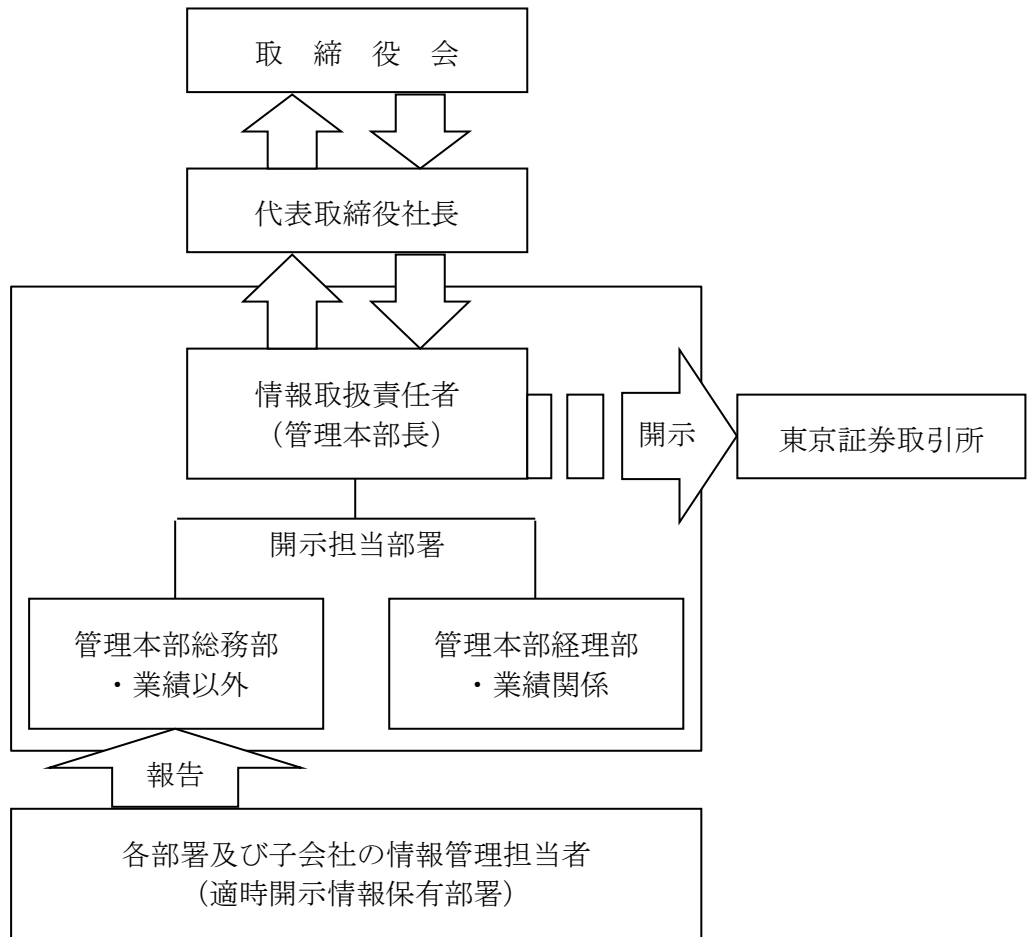 取　締　役　会
代表取締役社長
情報取扱責任者
（管理本部長）
開示
東京証券取引所
開示担当部署
管理本部総務部
・業績以外
管理本部経理部
・業績関係
報告
各部署及び子会社の情報管理担当者
（適時開示情報保有部署）